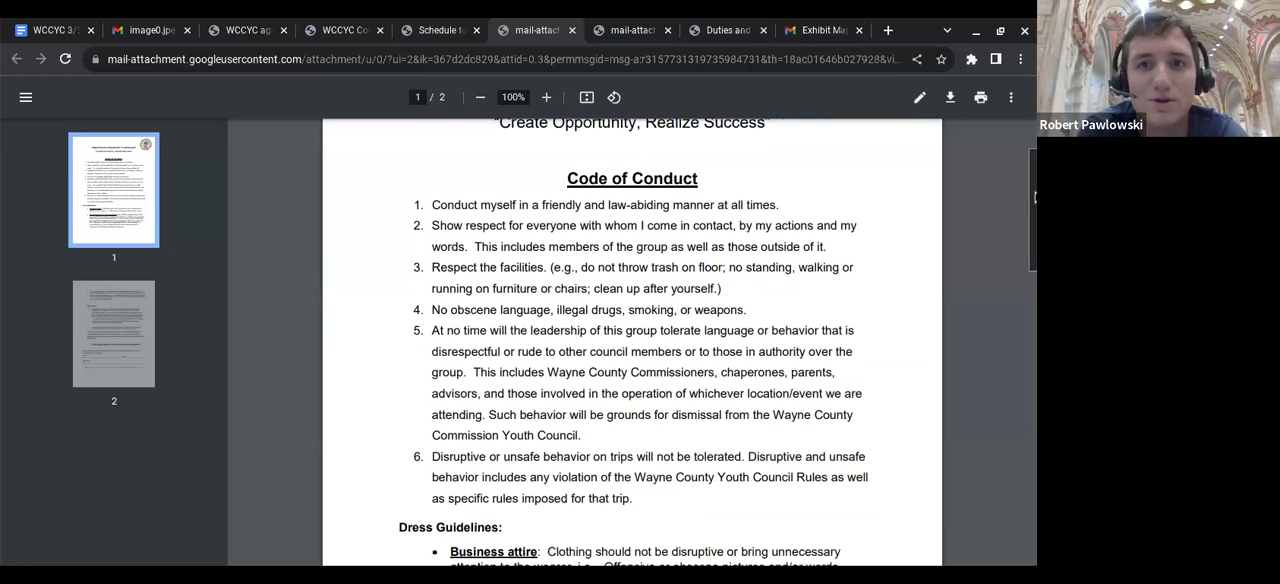 WCCYC 3/
image0.jpe
WCCYC ag
WCCYC Co
Schedule fo
mail-attach
mail-attach
Duties and
Exhibit Map
mail-attachment.googleusercontent.com/attachment/u/0/?ui=2&ik=367d2dc829&attid=0.3&permmsgid=msg-a:r3157731319735984731&th=18ac01646b027928&vi...
1 / 2
100%
Robert Pawlowski
"Create Opportunity, Realize Success"
Code of Conduct
1. Conduct myself in a friendly and law-abiding manner at all times.
2. Show respect for everyone with whom I come in contact, by my actions and my
words. This includes members of the group as well as those outside of it.
3. Respect the facilities. (e.g., do not throw trash on floor; no standing, walking or
running on furniture or chairs; clean up after yourself.)
4. No obscene language, illegal drugs, smoking, or weapons.
5. At no time will the leadership of this group tolerate language or behavior that is
disrespectful or rude to other council members or to those in authority over the
group. This includes Wayne County Commissioners, chaperones, parents,
advisors, and those involved in the operation of whichever location/event we are
attending. Such behavior will be grounds for dismissal from the Wayne County
Commission Youth Council.
6. Disruptive or unsafe behavior on trips will not be tolerated. Disruptive and unsafe
behavior includes any violation of the Wayne County Youth Council Rules as well
as specific rules imposed for that trip.
Dress Guidelines:
• Business attire: Clothing should not be disruptive or bring unnecessary
attention to the wearer, i.e. Offensive or obscene pictures and/or words
1
2